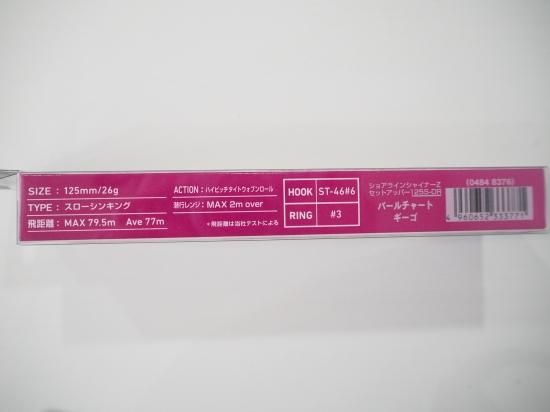 SIZE : 125mm/26g
TYPE : スローシンキング
飛距離 : MAX 79.5m Ave 77m
ACTION : ハイピッチタイトウォブンロール
潜行レンジ : MAX 2m over
*飛距離は当社テストによる
HOOK ST-46#6
RING #3
ショアラインシャイナーZ
セットアッパー125S-DR
パールチャート
ギーゴ
(0484 8376)
4 960652 333771